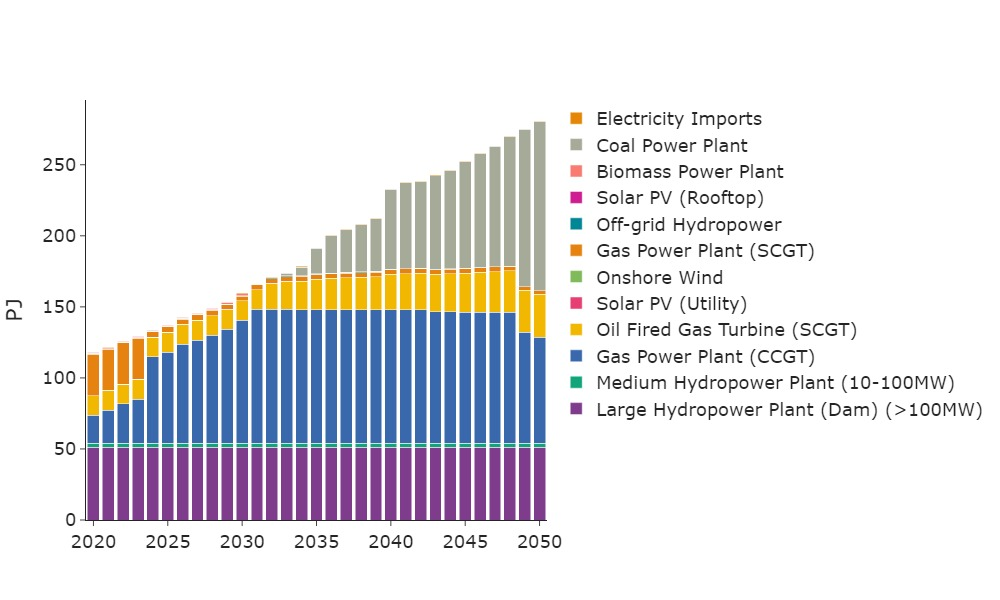 PJ
250
200
150
100
50
0
2020 2025 2030 2035 2040 2045 2050
Electricity Imports
Coal Power Plant
Biomass Power Plant
Solar PV (Rooftop)
Off-grid Hydropower
Gas Power Plant (SCGT)
Onshore Wind
Solar PV (Utility)
Oil Fired Gas Turbine (SCGT)
Gas Power Plant (CCGT)
Medium Hydropower Plant (10-100MW)
Large Hydropower Plant (Dam) (>100MW)